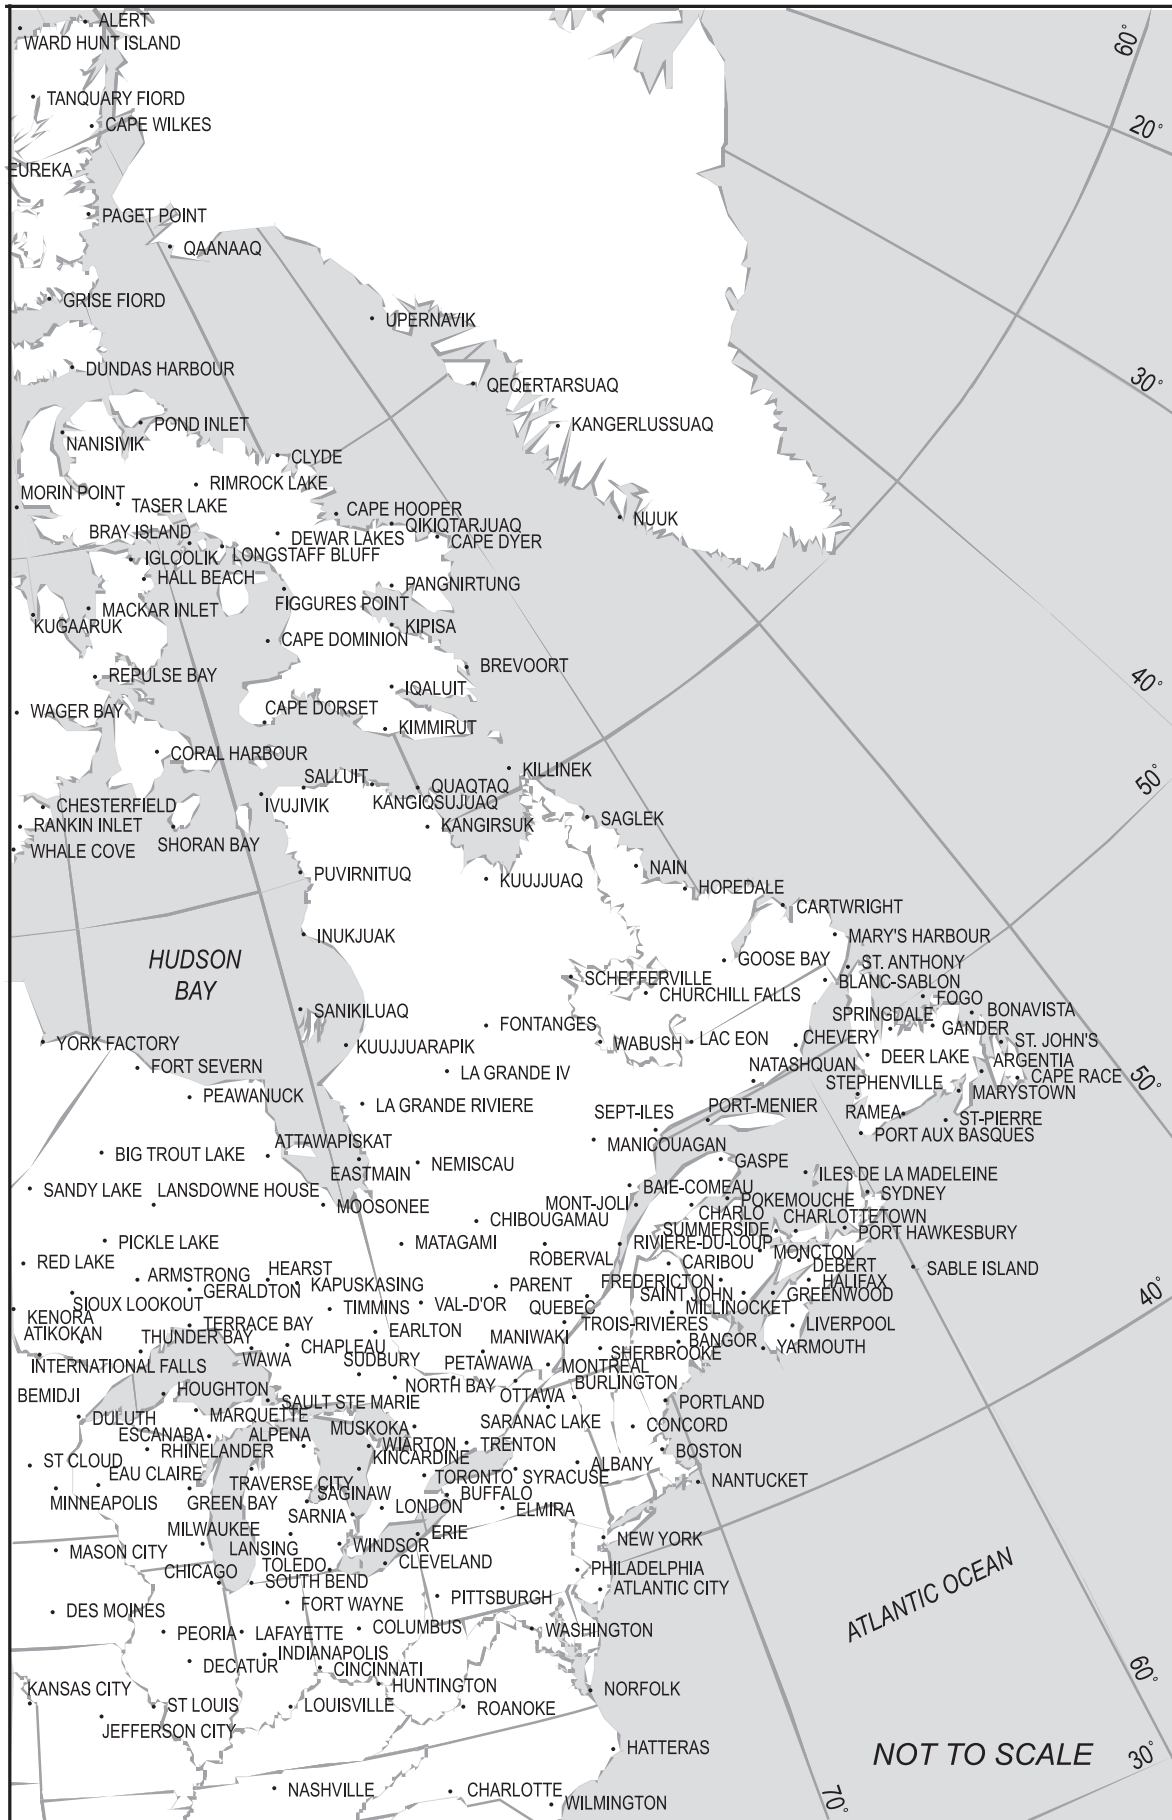 ALERT
WARD HUNT ISLAND
60°
TANQUARY FIORD
CAPE WILKES
20°
EUREKA
PAGET POINT
QAANAAQ
GRISE FIORD
UPERNAVIK
DUNDAS HARBOUR
QEQERTARSUAQ
30°
POND INLET
KANGERLUSSUAQ
NANISIVIK
CLYDE
RIMROCK LAKE
MORIN POINT
TASER LAKE
CAPE HOOPER
NUUK
QIKIQTARJUAQ
BRAY ISLAND
DEWAR LAKES
CAPE DYER
IGLOOLIK
LONGSTAFF BLUFF
HALL BEACH
PANGNIRTUNG
FIGGURES POINT
MACKAR INLET
KUGAARUK
KIPISA
CAPE DOMINION
BREVOORT
REPULSE BAY
40°
IQALUIT
WAGER BAY
CAPE DORSET
KIMMIRUT
CORAL HARBOUR
KILLINEK
SALLUIT
QUAQTAQ
50°
CHESTERFIELD
IVUJIVIK
KANGIQSUJUAQ
RANKIN INLET
KANGIRSUK
SAGLEK
WHALE COVE
SHORAN BAY
PUVIRNITUQ
KUUJJUAQ
NAIN
HOPEDALE
CARTWRIGHT
INUKJUAK
MARY'S HARBOUR
HUDSON
BAY
GOOSE BAY
ST. ANTHONY
SCHEFFERVILLE
BLANC-SABLON
CHURCHILL FALLS
FOGO
SANIKILUAQ
SPRINGDALE
BONAVISTA
FONTANGES
GANDER
YORK FACTORY
KUUJJUARAPIK
WABUSH
LAC EON
CHEVERY
ST. JOHN'S
DEER LAKE
ARGENTIA
FORT SEVERN
LA GRANDE IV
NATASHQUAN
CAPE RACE
50°
STEPHENVILLE
MARYSTOWN
PEAWANUCK
LA GRANDE RIVIERE
SEPT-ILES
PORT-MENIER
RAMEA
ST-PIERRE
ATTAWAPISKAT
MANICOUAGAN
PORT AUX BASQUES
BIG TROUT LAKE
EASTMAIN
NEMISCAU
GASPE
ILES DE LA MADELEINE
SANDY LAKE
LANSDOWNE HOUSE
BAIE-COMEAU
SYDNEY
MOOSONEE
MONT-JOLI
POKEMOUCHE
CHARLO
CHIBOUGAMAU
SUMMERSIDE
CHARLOTTETOWN
PORT HAWKESBURY
PICKLE LAKE
MATAGAMI
ROBERVAL
RIVIERE-DU-LOUP
MONCTON
RED LAKE
CARIBOU
DEBERT
SABLE ISLAND
ARMSTRONG
HEARST
KAPUSKASING
PARENT
FREDERICTON
HALIFAX
40°
GERALDTON
SAINT JOHN
GREENWOOD
SIOUX LOOKOUT
TIMMINS
VAL-D'OR
QUEBEC
MILLINOCKET
KENORA
TERRACE BAY
TROIS-RIVIERES
LIVERPOOL
ATIKOKAN
THUNDER BAY
EARLTON
MANIWAKI
BANGOR
YARMOUTH
CHAPLEAU
SHERBROOKE
INTERNATIONAL FALLS
WAWA
SUDBURY
PETAWAWA
MONTREAL
BEMIDJI
HOUGHTON
NORTH BAY
OTTAWA
BURLINGTON
SAULT STE MARIE
PORTLAND
DULUTH
MARQUETTE
MUSKOKA
SARANAC LAKE
CONCORD
ESCANABA
ALPENA
RHINELANDER
WIARTON
TRENTON
BOSTON
ST CLOUD
KINCARDINE
ALBANY
EAU CLAIRE
TRAVERSE CITY
TORONTO
SYRACUSE
NANTUCKET
MINNEAPOLIS
GREEN BAY
SAGINAW
BUFFALO
SARNIA
LONDON
ELMIRA
MILWAUKEE
LANSING
WINDSOR
ERIE
NEW YORK
MASON CITY
TOLEDO
CLEVELAND
PHILADELPHIA
CHICAGO
SOUTH BEND
ATLANTIC CITY
FORT WAYNE
PITTSBURGH
ATLANTIC OCEAN
DES MOINES
PEORIA
LAFAYETTE
COLUMBUS
WASHINGTON
INDIANAPOLIS
DECATUR
CINCINNATI
60°
KANSAS CITY
HUNTINGTON
NORFOLK
ST LOUIS
LOUISVILLE
ROANOKE
JEFFERSON CITY
HATTERAS
NOT TO SCALE
30°
NASHVILLE
CHARLOTTE
WILMINGTON
70°